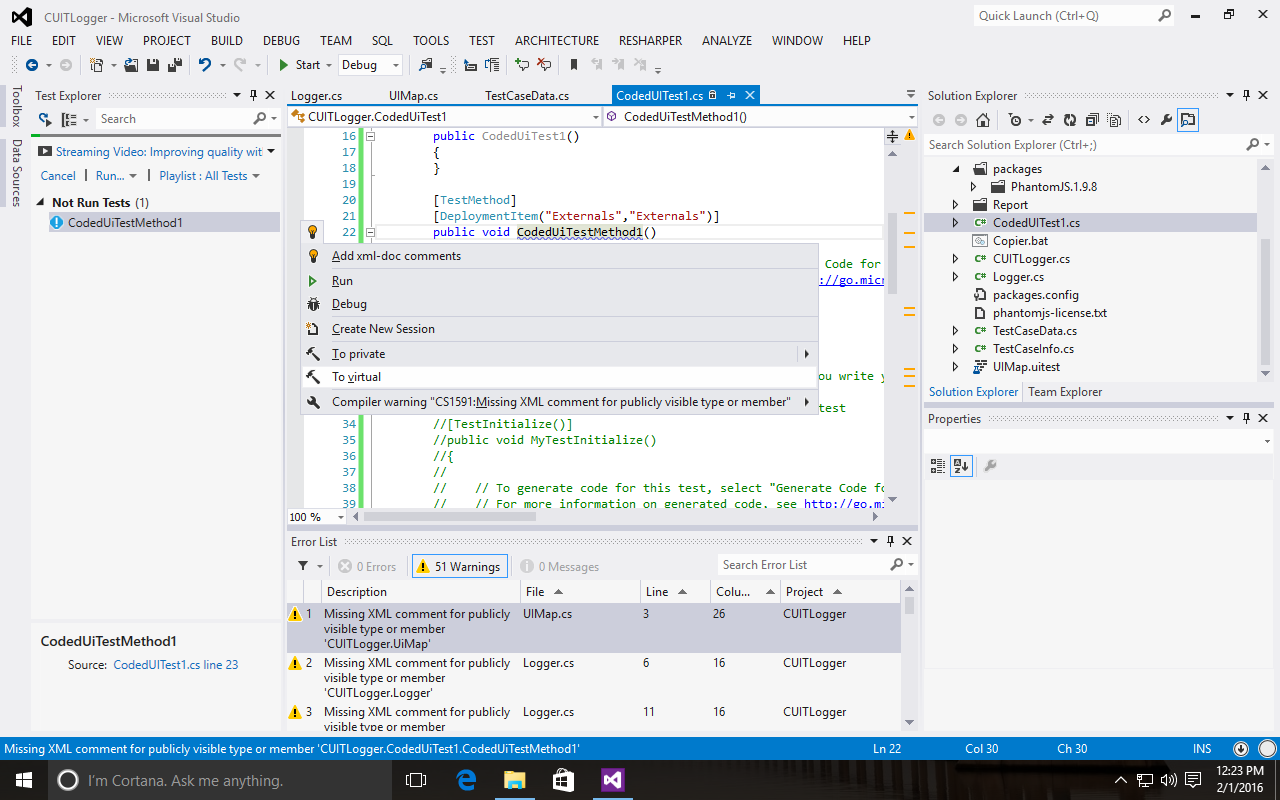 CUITLogger - Microsoft Visual Studio
Quick Launch (Ctrl+Q)
FILE EDIT VIEW PROJECT BUILD DEBUG TEAM SQL TOOLS TEST ARCHITECTURE RESHARPER ANALYZE WINDOW HELP
Start Debug
Toolbox
Data Sources
Test Explorer
Search
Streaming Video: Improving quality wit
Cancel Run... Playlist : All Tests
Not Run Tests (1)
CodedUiTestMethod1
CodedUiTestMethod1
Source: CodedUITest1.cs line 23
Logger.cs UIMap.cs TestCaseData.cs CodedUITest1.cs
CUITLogger.CodedUiTest1 CodedUiTestMethod1()
16 public CodedUiTest1()
17 {
18 }
19
20 [TestMethod]
21 [DeploymentItem("Externals","Externals")]
22 public void CodedUiTestMethod1()
Code for
://go.micr
ou write y
test
Add xml-doc comments
Run
Debug
Create New Session
To private
To virtual
Compiler warning "CS1591:Missing XML comment for publicly visible type or member"
34 //[TestInitialize()]
35 //public void MyTestInitialize()
36 //{
37 //
38 // // To generate code for this test, select "Generate Code fo
39 // // For more information on generated code, see http://go.mi
100 %
Error List
0 Errors 51 Warnings 0 Messages
Search Error List
Description File Line Colu... Project
1 Missing XML comment for publicly visible type or member 'CUITLogger.UiMap' UIMap.cs 3 26 CUITLogger
2 Missing XML comment for publicly visible type or member 'CUITLogger.Logger' Logger.cs 6 16 CUITLogger
3 Missing XML comment for publicly visible type or member Logger.cs 11 16 CUITLogger
Solution Explorer
Search Solution Explorer (Ctrl+;)
packages
PhantomJS.1.9.8
Report
CodedUITest1.cs
Copier.bat
CUITLogger.cs
Logger.cs
packages.config
phantomjs-license.txt
TestCaseData.cs
TestCaseInfo.cs
UIMap.uitest
Solution Explorer Team Explorer
Properties
Missing XML comment for publicly visible type or member 'CUITLogger.CodedUiTest1.CodedUiTestMethod1'
Ln 22 Col 30 Ch 30 INS
I'm Cortana. Ask me anything.
12:23 PM
2/1/2016